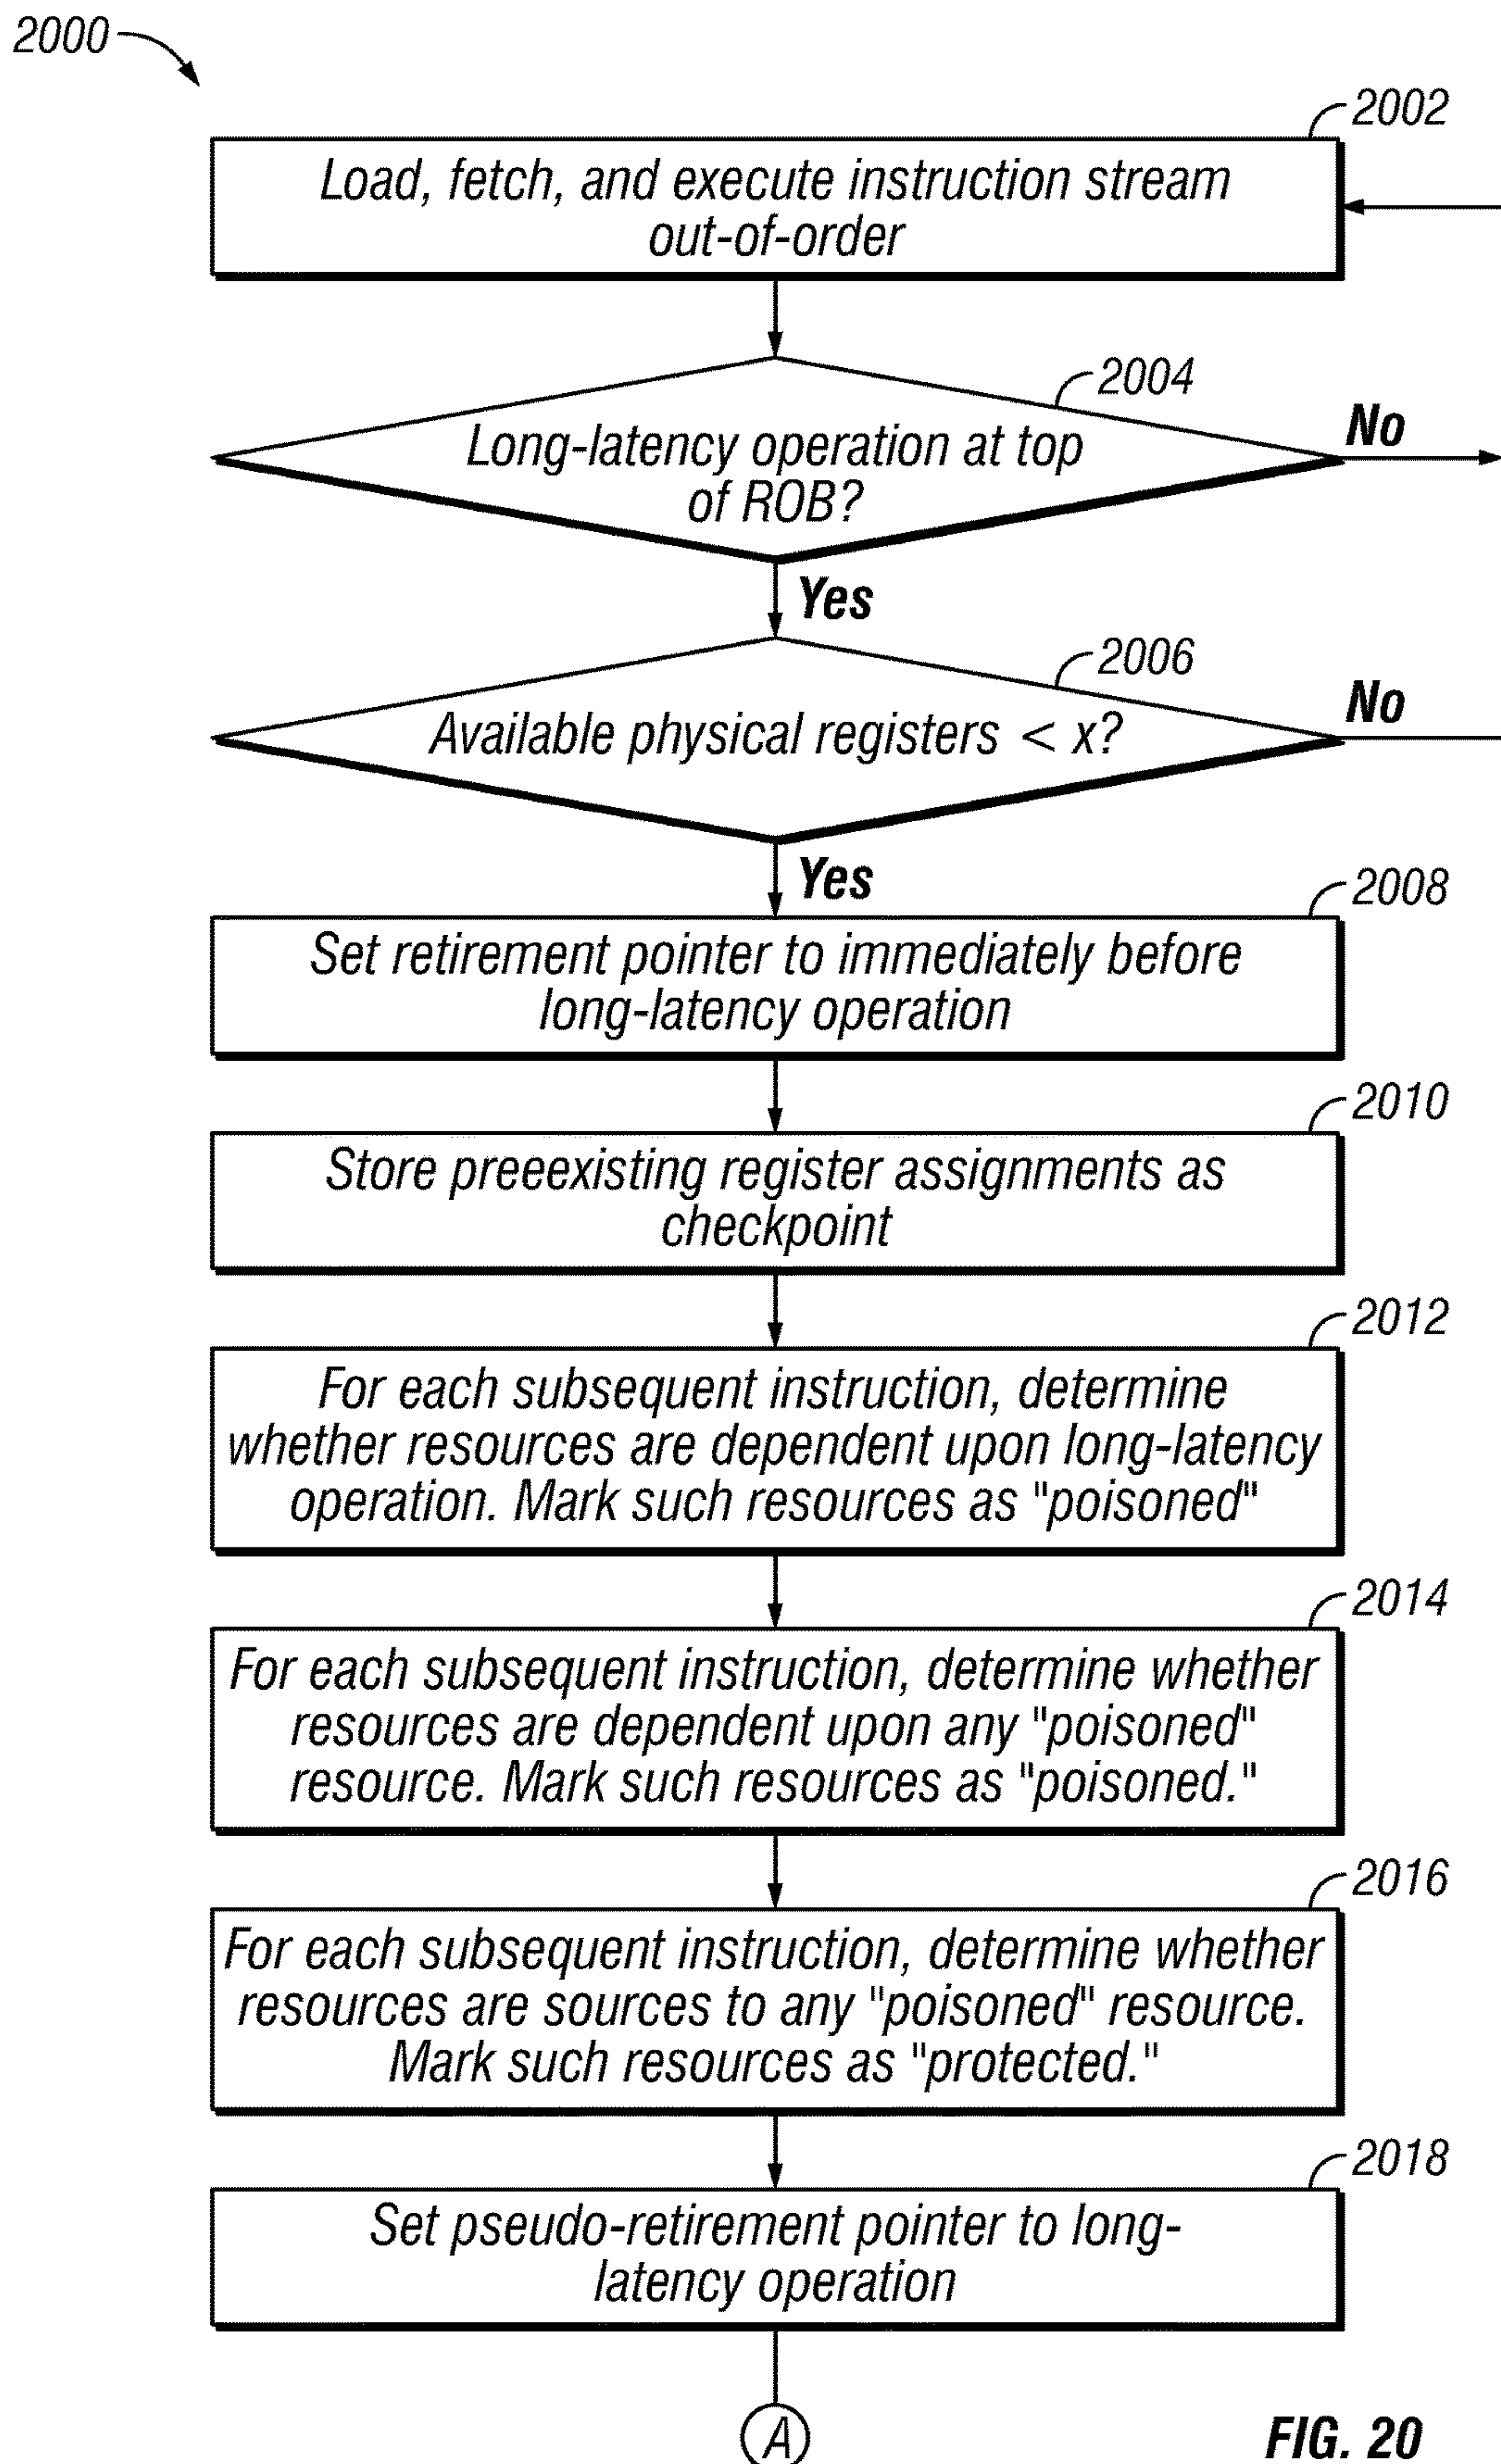 2000
2002
Load, fetch, and execute instruction stream
out-of-order
2004
Long-latency operation at top
of ROB?
No
Yes
2006
Available physical registers < x?
No
Yes
2008
Set retirement pointer to immediately before
long-latency operation
2010
Store preeexisting register assignments as
checkpoint
2012
For each subsequent instruction, determine
whether resources are dependent upon long-latency
operation. Mark such resources as "poisoned"
2014
For each subsequent instruction, determine whether
resources are dependent upon any "poisoned"
resource. Mark such resources as "poisoned."
2016
For each subsequent instruction, determine whether
resources are sources to any "poisoned" resource.
Mark such resources as "protected."
2018
Set pseudo-retirement pointer to long-
latency operation
A
FIG. 20